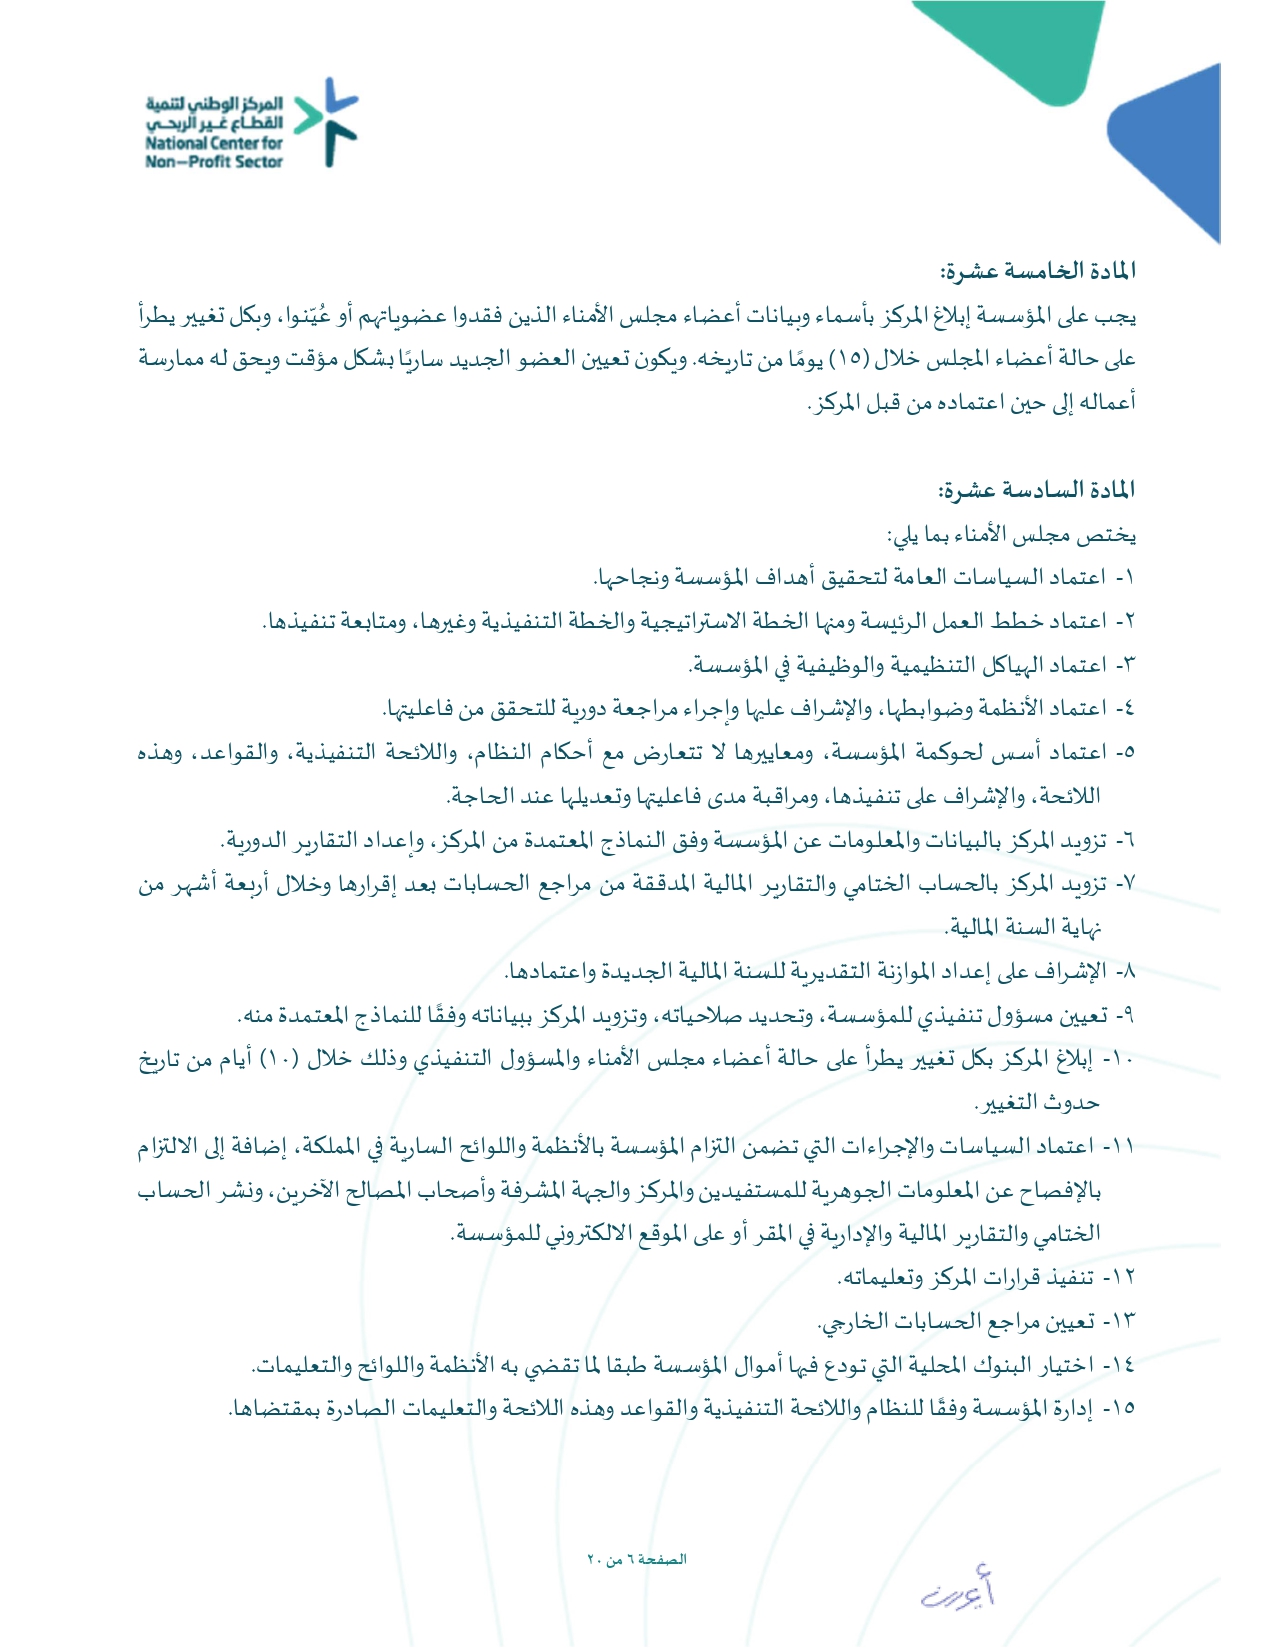 المركز الوطني لتنمية
القطاع غير الربحي
National Center for
Non–Profit Sector
المادة الخامسة عشرة:
يجب على المؤسسة إبلاغ المركز بأسماء وبيانات أعضاء مجلس الأمناء الذين فقدوا عضوياتهم أو عُيّنوا، وبكل تغيير يطرأ
على حالة أعضاء المجلس خلال (١٥) يومًا من تاريخه. ويكون تعيين العضو الجديد ساريًا بشكل مؤقت ويحق له ممارسة
أعماله إلى حين اعتماده من قبل المركز.
المادة السادسة عشرة:
يختص مجلس الأمناء بما يلي:
١- اعتماد السياسات العامة لتحقيق أهداف المؤسسة ونجاحها.
٢- اعتماد خطط العمل الرئيسة ومنها الخطة الاستراتيجية والخطة التنفيذية وغيرها، ومتابعة تنفيذها.
٣- اعتماد الهياكل التنظيمية والوظيفية في المؤسسة.
٤- اعتماد الأنظمة وضوابطها، والإشراف عليها وإجراء مراجعة دورية للتحقق من فاعليتها.
٥- اعتماد أسس لحوكمة المؤسسة، ومعاييرها لا تتعارض مع أحكام النظام، واللائحة التنفيذية، والقواعد، وهذه
اللائحة، والإشراف على تنفيذها، ومراقبة مدى فاعليتها وتعديلها عند الحاجة.
٦- تزويد المركز بالبيانات والمعلومات عن المؤسسة وفق النماذج المعتمدة من المركز، وإعداد التقارير الدورية.
٧- تزويد المركز بالحساب الختامي والتقارير المالية المدققة من مراجع الحسابات بعد إقرارها وخلال أربعة أشهر من
نهاية السنة المالية.
٨- الإشراف على إعداد الموازنة التقديرية للسنة المالية الجديدة واعتمادها.
٩- تعيين مسؤول تنفيذي للمؤسسة، وتحديد صلاحياته، وتزويد المركز ببياناته وفقًا للنماذج المعتمدة منه.
١٠- إبلاغ المركز بكل تغيير يطرأ على حالة أعضاء مجلس الأمناء والمسؤول التنفيذي وذلك خلال (١٠) أيام من تاريخ
حدوث التغيير.
١١- اعتماد السياسات والإجراءات التي تضمن التزام المؤسسة بالأنظمة واللوائح السارية في المملكة، إضافة إلى الالتزام
بالإفصاح عن المعلومات الجوهرية للمستفيدين والمركز والجهة المشرفة وأصحاب المصالح الآخرين، ونشر الحساب
الختامي والتقارير المالية والإدارية في المقر أو على الموقع الالكتروني للمؤسسة.
١٢- تنفيذ قرارات المركز وتعليماته.
١٣- تعيين مراجع الحسابات الخارجي.
١٤- اختيار البنوك المحلية التي تودع فيها أموال المؤسسة طبقا لما تقضي به الأنظمة واللوائح والتعليمات.
١٥- إدارة المؤسسة وفقًا للنظام واللائحة التنفيذية والقواعد وهذه اللائحة والتعليمات الصادرة بمقتضاها.
الصفحة ٦ من ٢٠